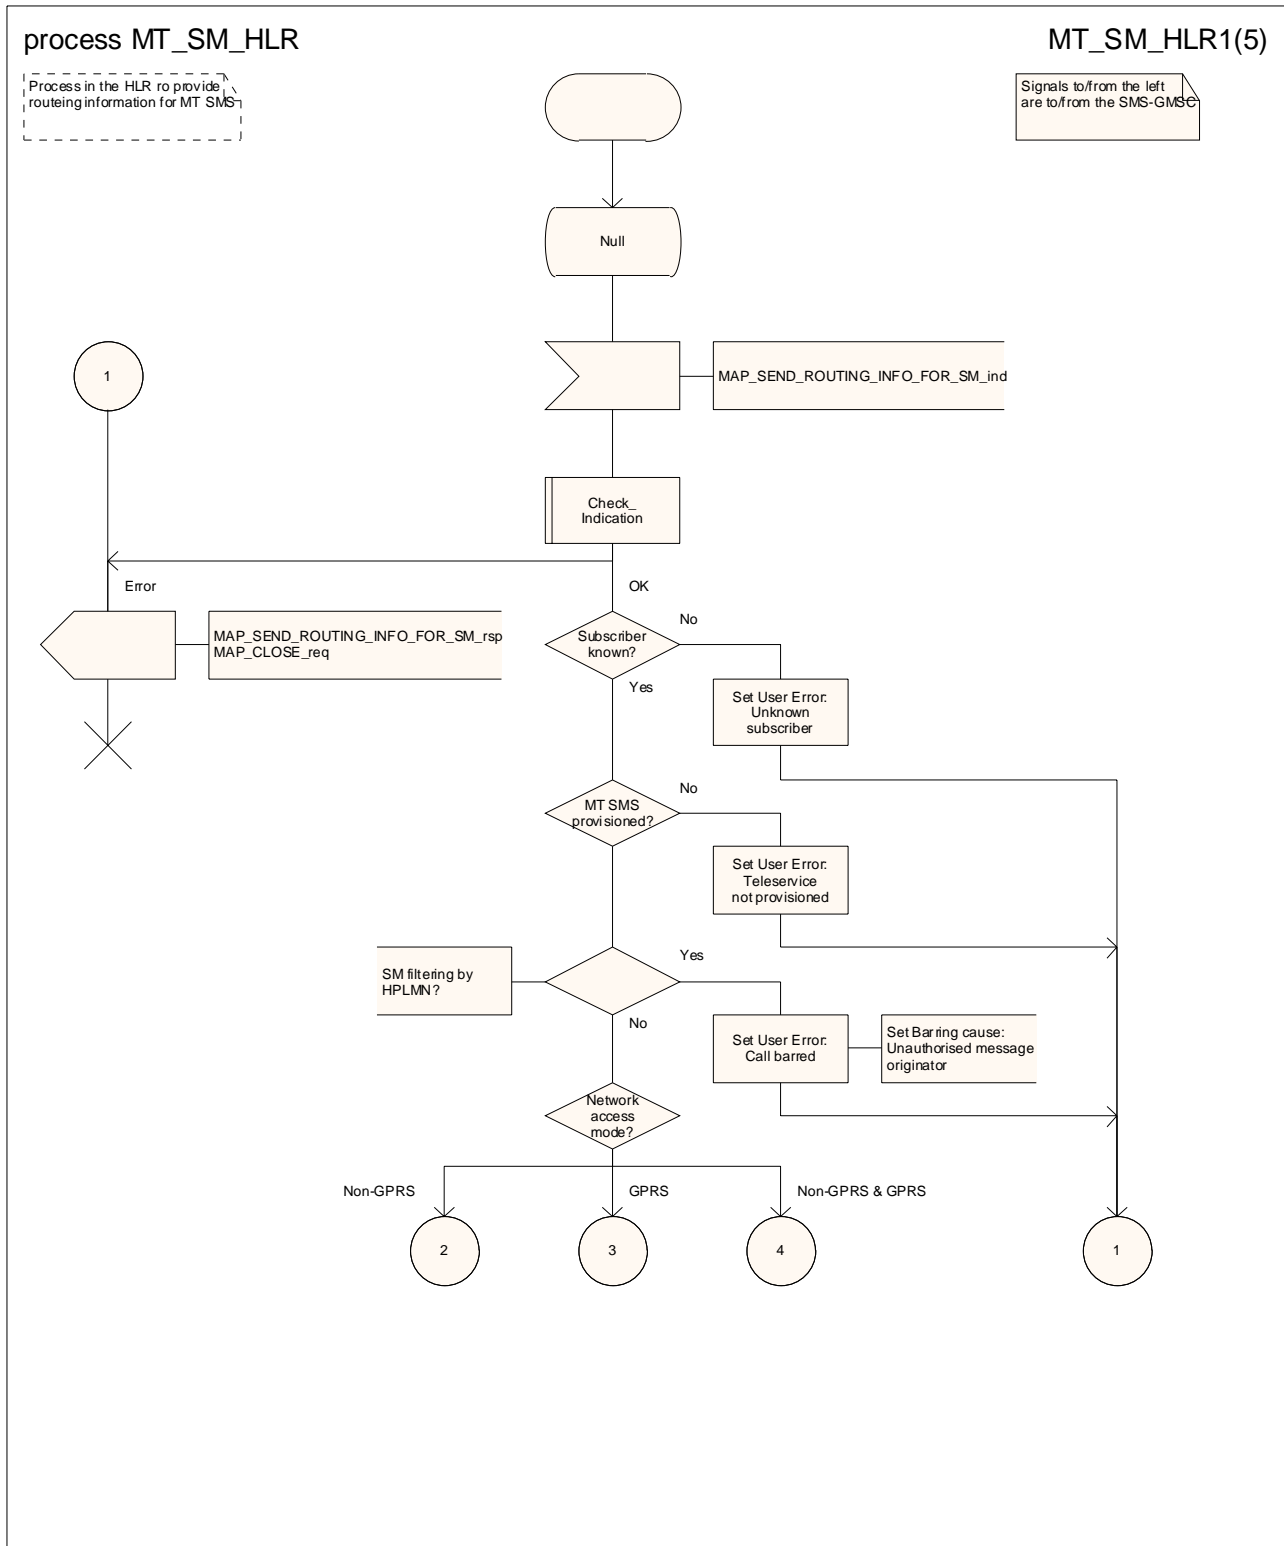 process MT_SM_HLR
MT_SM_HLR1(5)
Process in the HLR ro provide
routeing information for MT SMS
Signals to/from the left
are to/from the SMS-GMSC
Null
1
MAP_SEND_ROUTING_INFO_FOR_SM_ind
Check_
Indication
Error
OK
MAP_SEND_ROUTING_INFO_FOR_SM_rsp
MAP_CLOSE_req
Subscriber
known?
No
Yes
Set User Error:
Unknown
subscriber
MT SMS
provisioned?
No
Set User Error:
Teleservice
not provisioned
SM filtering by
HPLMN?
Yes
No
Set User Error:
Call barred
Set Barring cause:
Unauthorised message
originator
Network
access
mode?
Non-GPRS
GPRS
Non-GPRS & GPRS
2
3
4
1